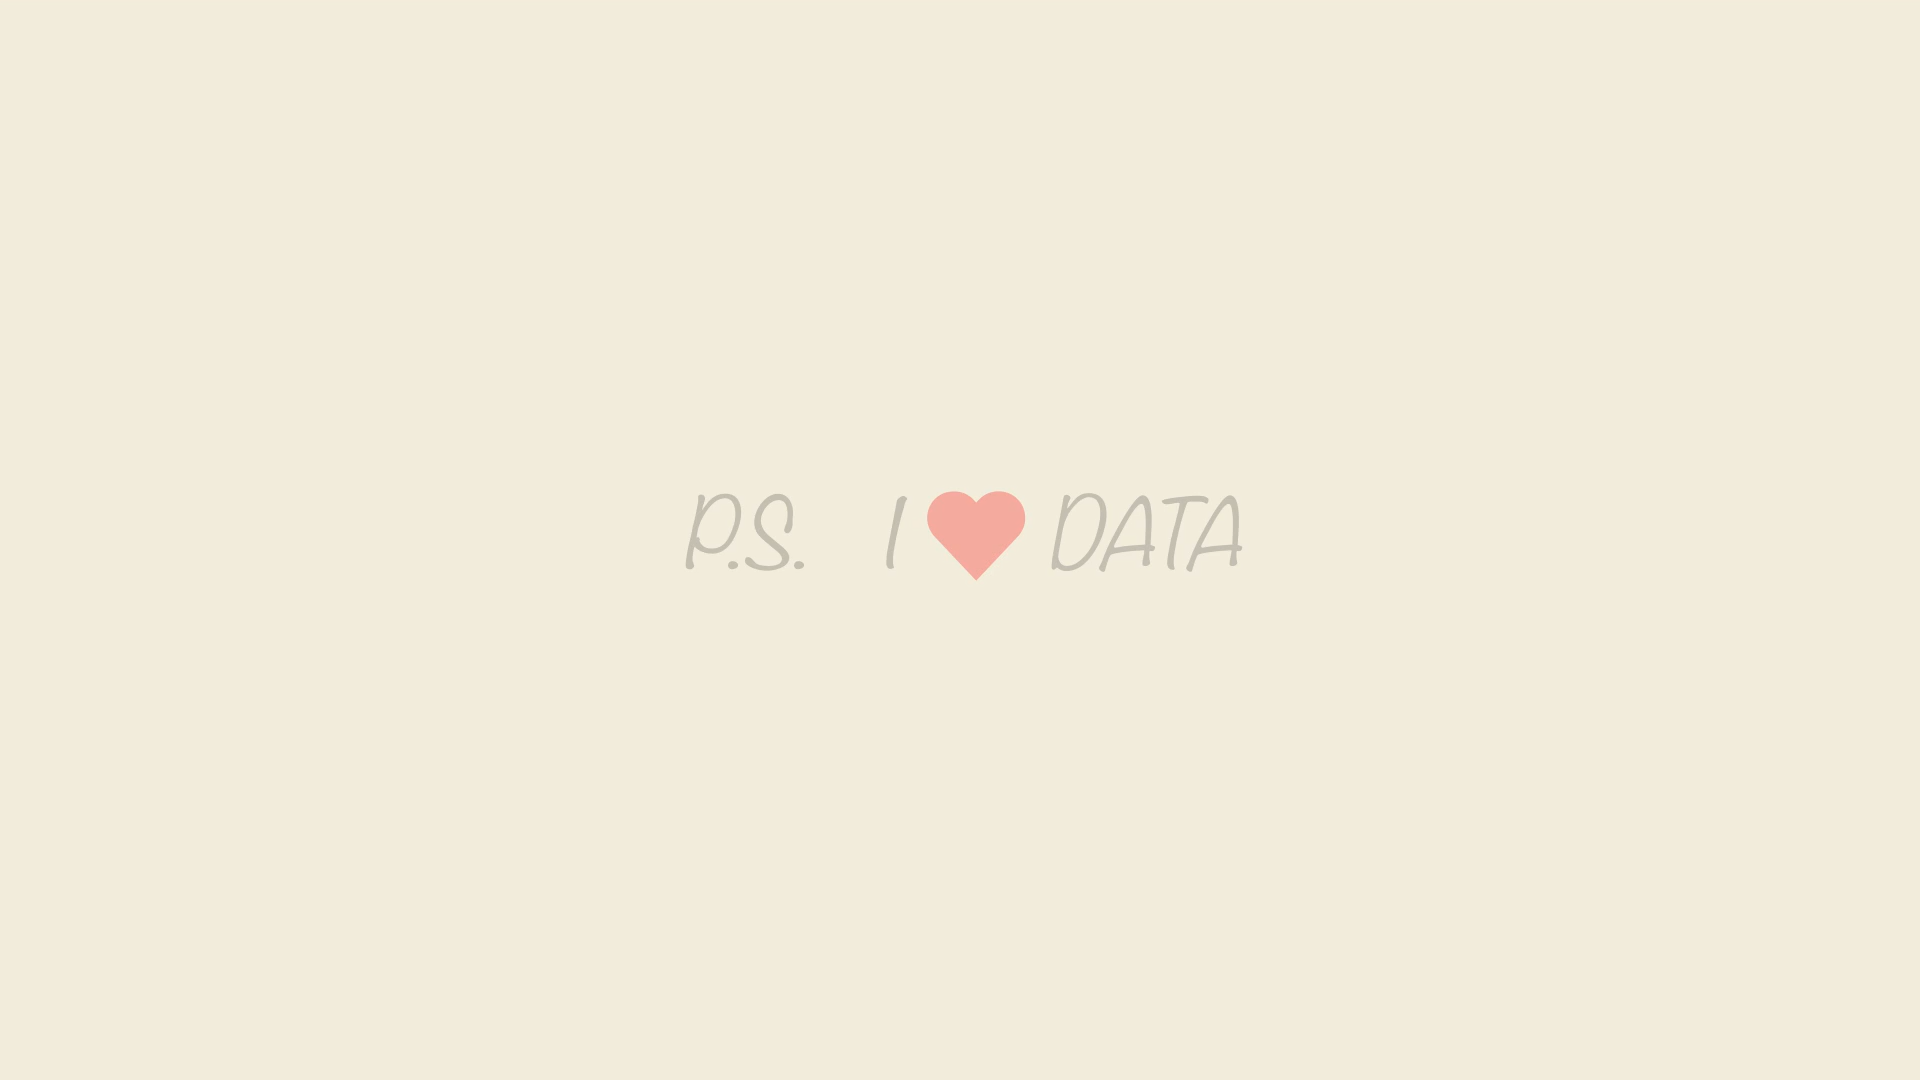 P.S. I ❤ DATA